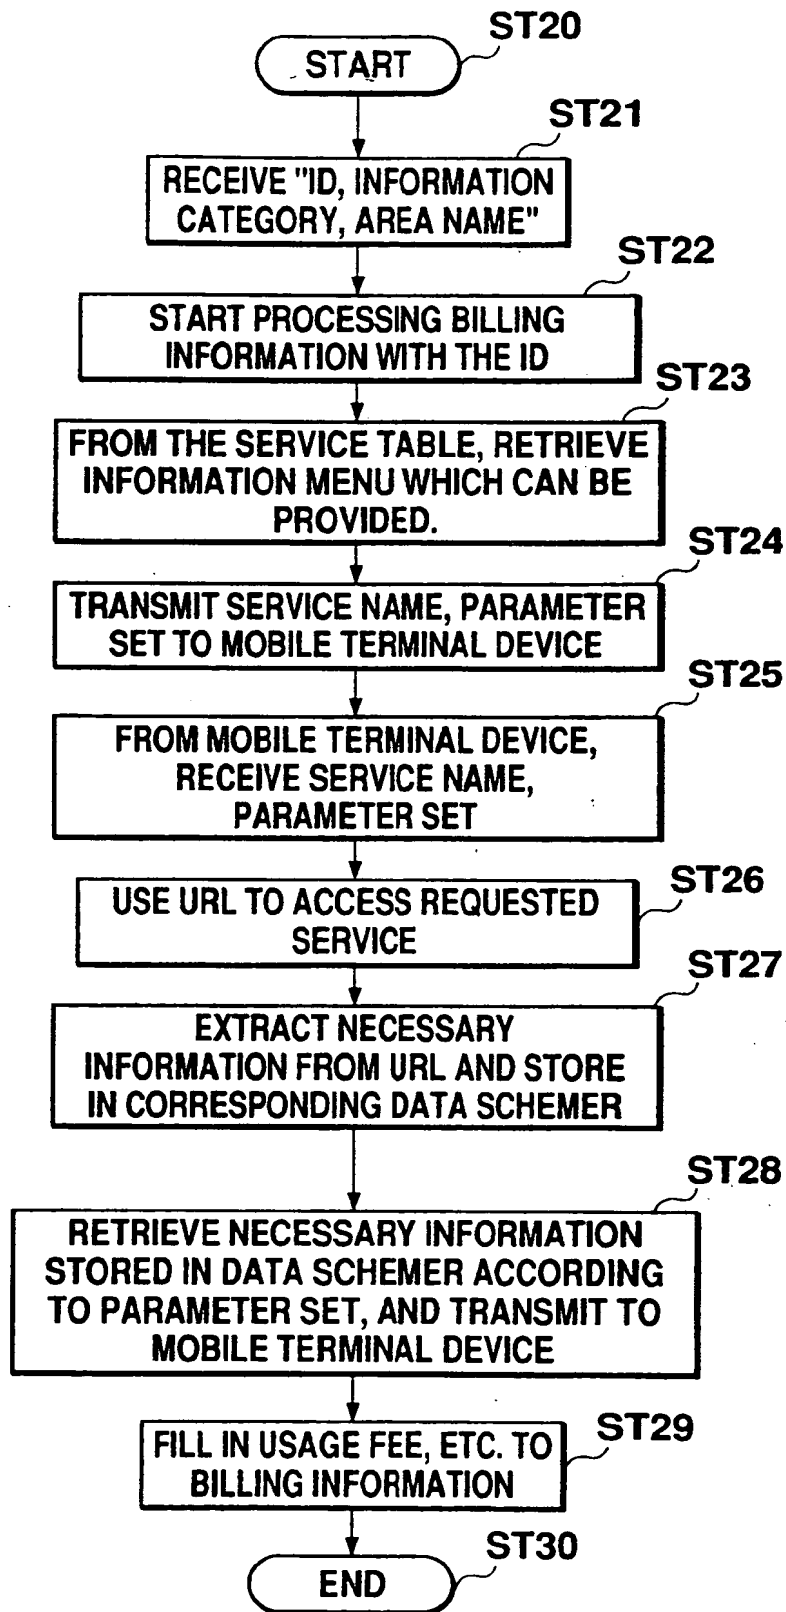 ST20
START
ST21
RECEIVE "ID, INFORMATION
CATEGORY, AREA NAME"
ST22
START PROCESSING BILLING
INFORMATION WITH THE ID
ST23
FROM THE SERVICE TABLE, RETRIEVE
INFORMATION MENU WHICH CAN BE
PROVIDED.
ST24
TRANSMIT SERVICE NAME, PARAMETER
SET TO MOBILE TERMINAL DEVICE
ST25
FROM MOBILE TERMINAL DEVICE,
RECEIVE SERVICE NAME,
PARAMETER SET
ST26
USE URL TO ACCESS REQUESTED
SERVICE
ST27
EXTRACT NECESSARY
INFORMATION FROM URL AND STORE
IN CORRESPONDING DATA SCHEMER
ST28
RETRIEVE NECESSARY INFORMATION
STORED IN DATA SCHEMER ACCORDING
TO PARAMETER SET, AND TRANSMIT TO
MOBILE TERMINAL DEVICE
ST29
FILL IN USAGE FEE, ETC. TO
BILLING INFORMATION
ST30
END